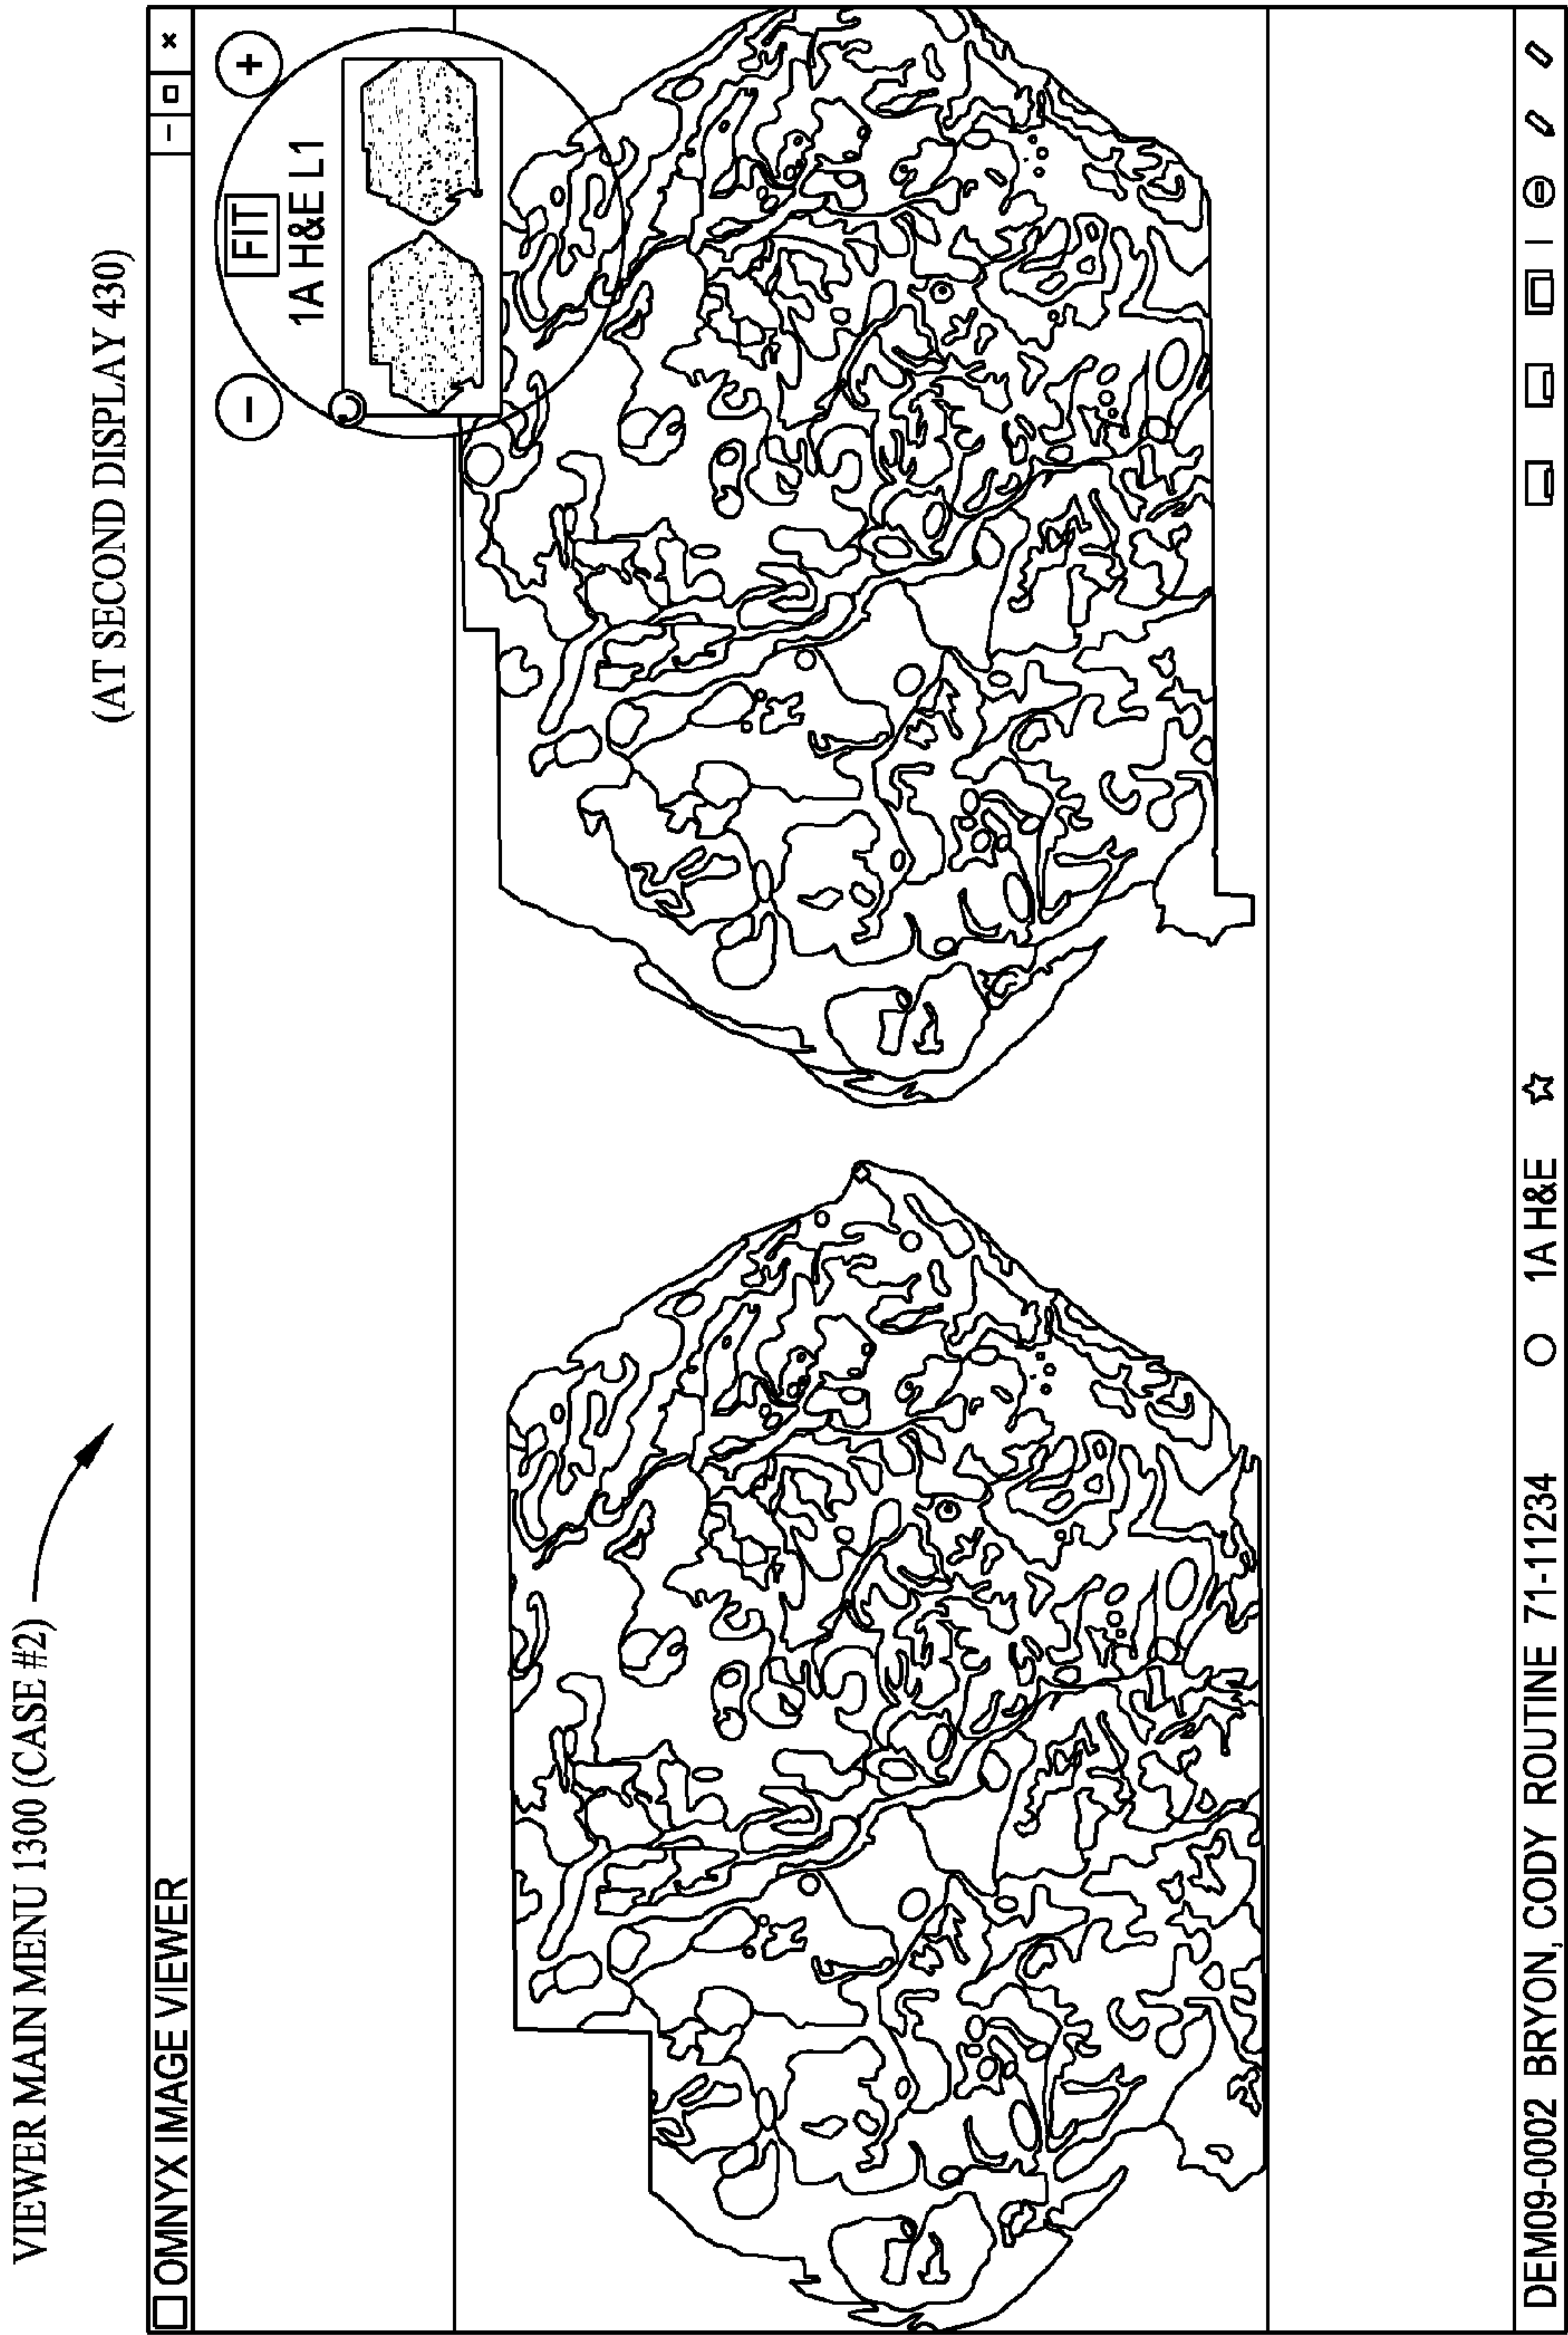 VIEWER MAIN MENU 1300 (CASE #2)
(AT SECOND DISPLAY 430)
OMNYX IMAGE VIEWER
FIT
1A H&E L1
DEM09-0002 BRYON, CODY ROUTINE 71-1234 1A H&E